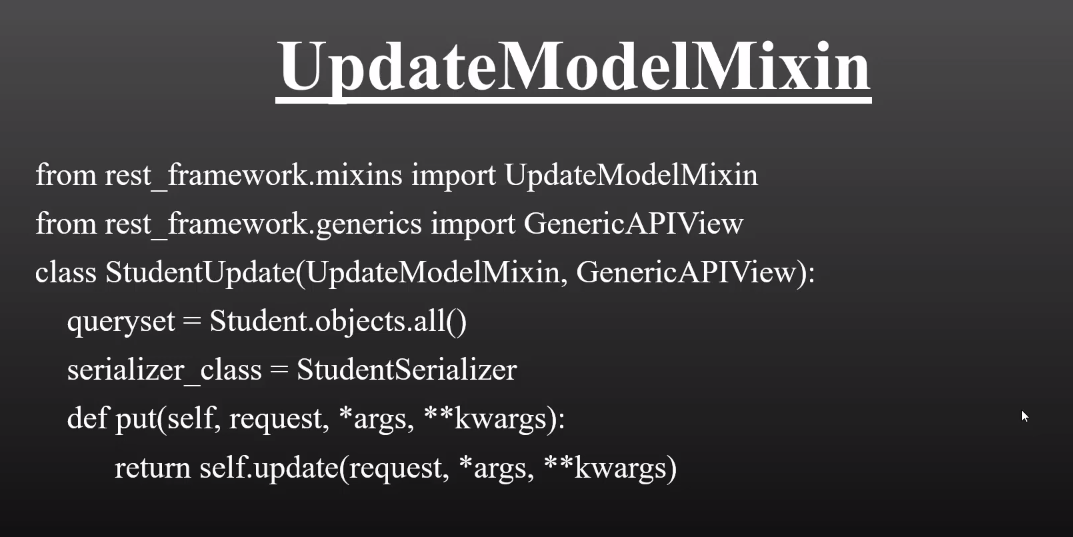 UpdateModelMixin
from rest_framework.mixins import UpdateModelMixin
from rest_framework.generics import GenericAPIView
class StudentUpdate(UpdateModelMixin, GenericAPIView):
queryset = Student.objects.all()
serializer_class = StudentSerializer
def put(self, request, *args, **kwargs):
return self.update(request, *args, **kwargs)